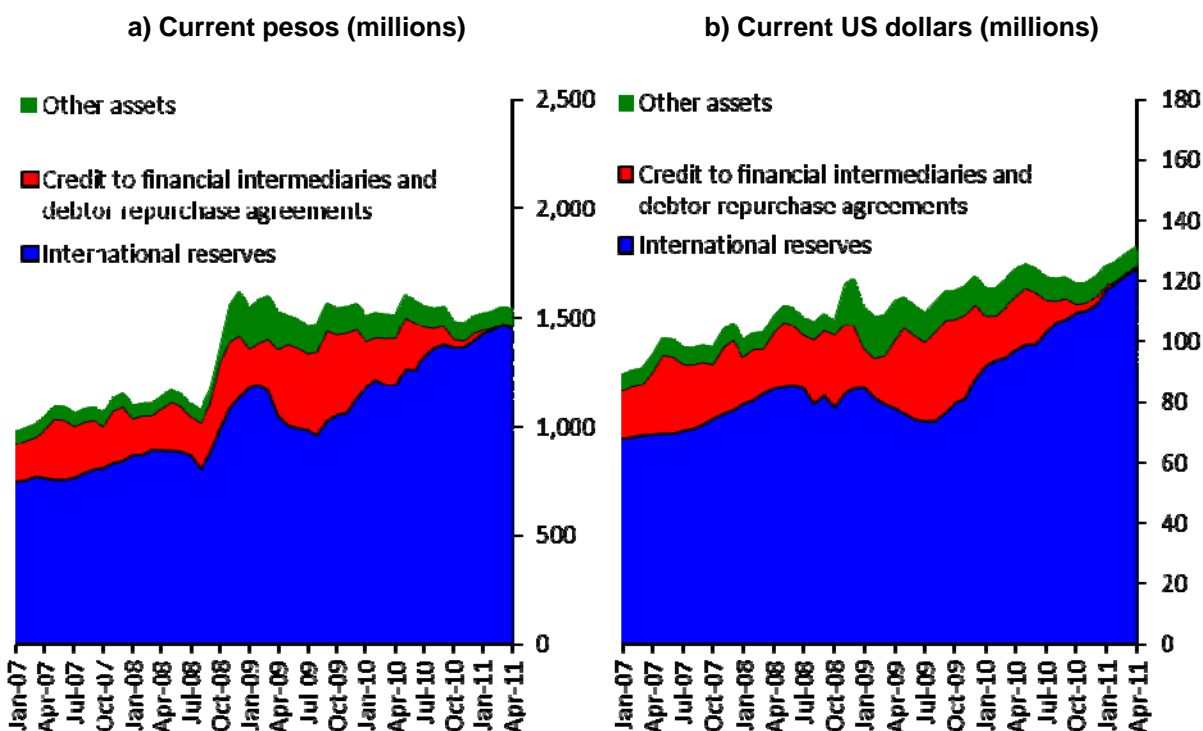 a) Current pesos (millions)
Other assets
Credit to financial intermediaries and
debtor repurchase agreements
International reserves
2,500
2,000
1,500
1,000
500
0
Jan-07
Apr-07
Jul-07
Oct-07
Jan-08
Apr-08
Jul-08
Oct-08
Jan-09
Apr-09
Jul 09
Oct-09
Jan-10
Apr-10
Jul-10
Oct-10
Jan-11
Apr-11
b) Current US dollars (millions)
Other assets
Credit to financial intermediaries and
debtor repurchase agreements
International reserves
180
160
140
120
100
80
60
40
20
0
Jan-07
Apr-07
Jul-07
Oct-07
Jan-08
Apr-08
Jul-08
Oct-08
Jan-09
Apr-09
Jul-09
Oct-09
Jan-10
Apr-10
Jul-10
Oct-10
Jan-11
Apr-11